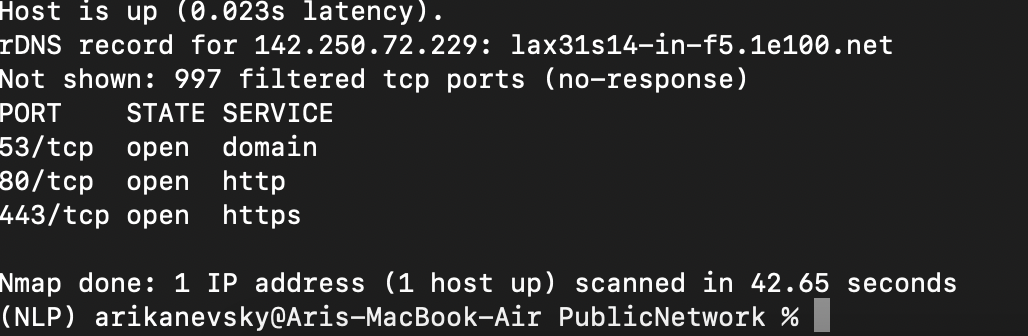 Host is up (0.023s latency).
rDNS record for 142.250.72.229: lax31s14-in-f5.1e100.net
Not shown: 997 filtered tcp ports (no-response)
PORT    STATE SERVICE
53/tcp  open  domain
80/tcp  open  http
443/tcp open  https

Nmap done: 1 IP address (1 host up) scanned in 42.65 seconds
(NLP) arikanevsky@Aris-MacBook-Air PublicNetwork %